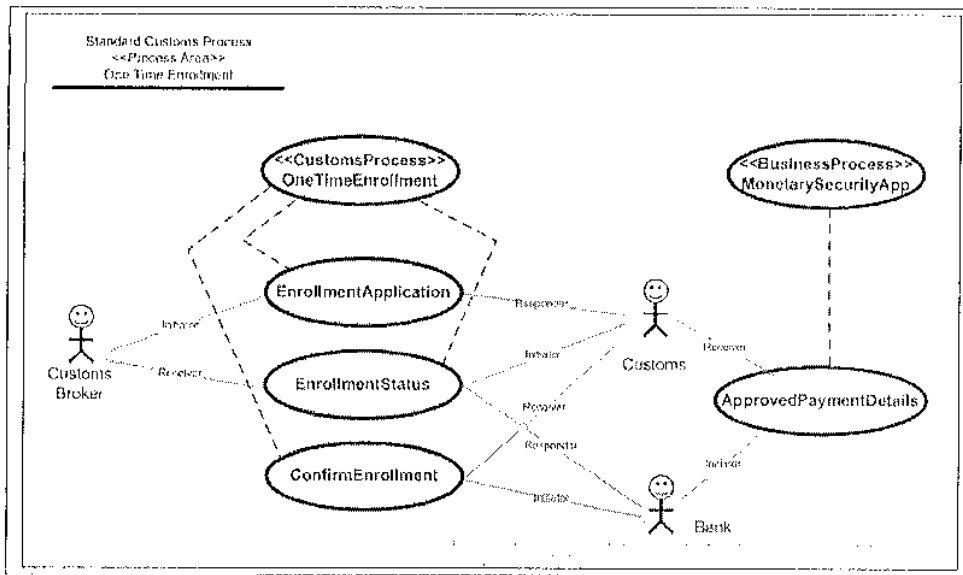 Standard Customs Process
<<Process Area>>
One Time Enrollment
<<CustomsProcess>>
OneTimeEnrollment
<<BusinessProcess>>
MonetarySecurityApp
EnrollmentApplication
Initiator
Responder
Customs
Broker
Receiver
EnrollmentStatus
Initiator
Customs
Receiver
ApprovedPaymentDetails
Receiver
Responder
ConfirmEnrollment
Initiator
Initiator
Bank